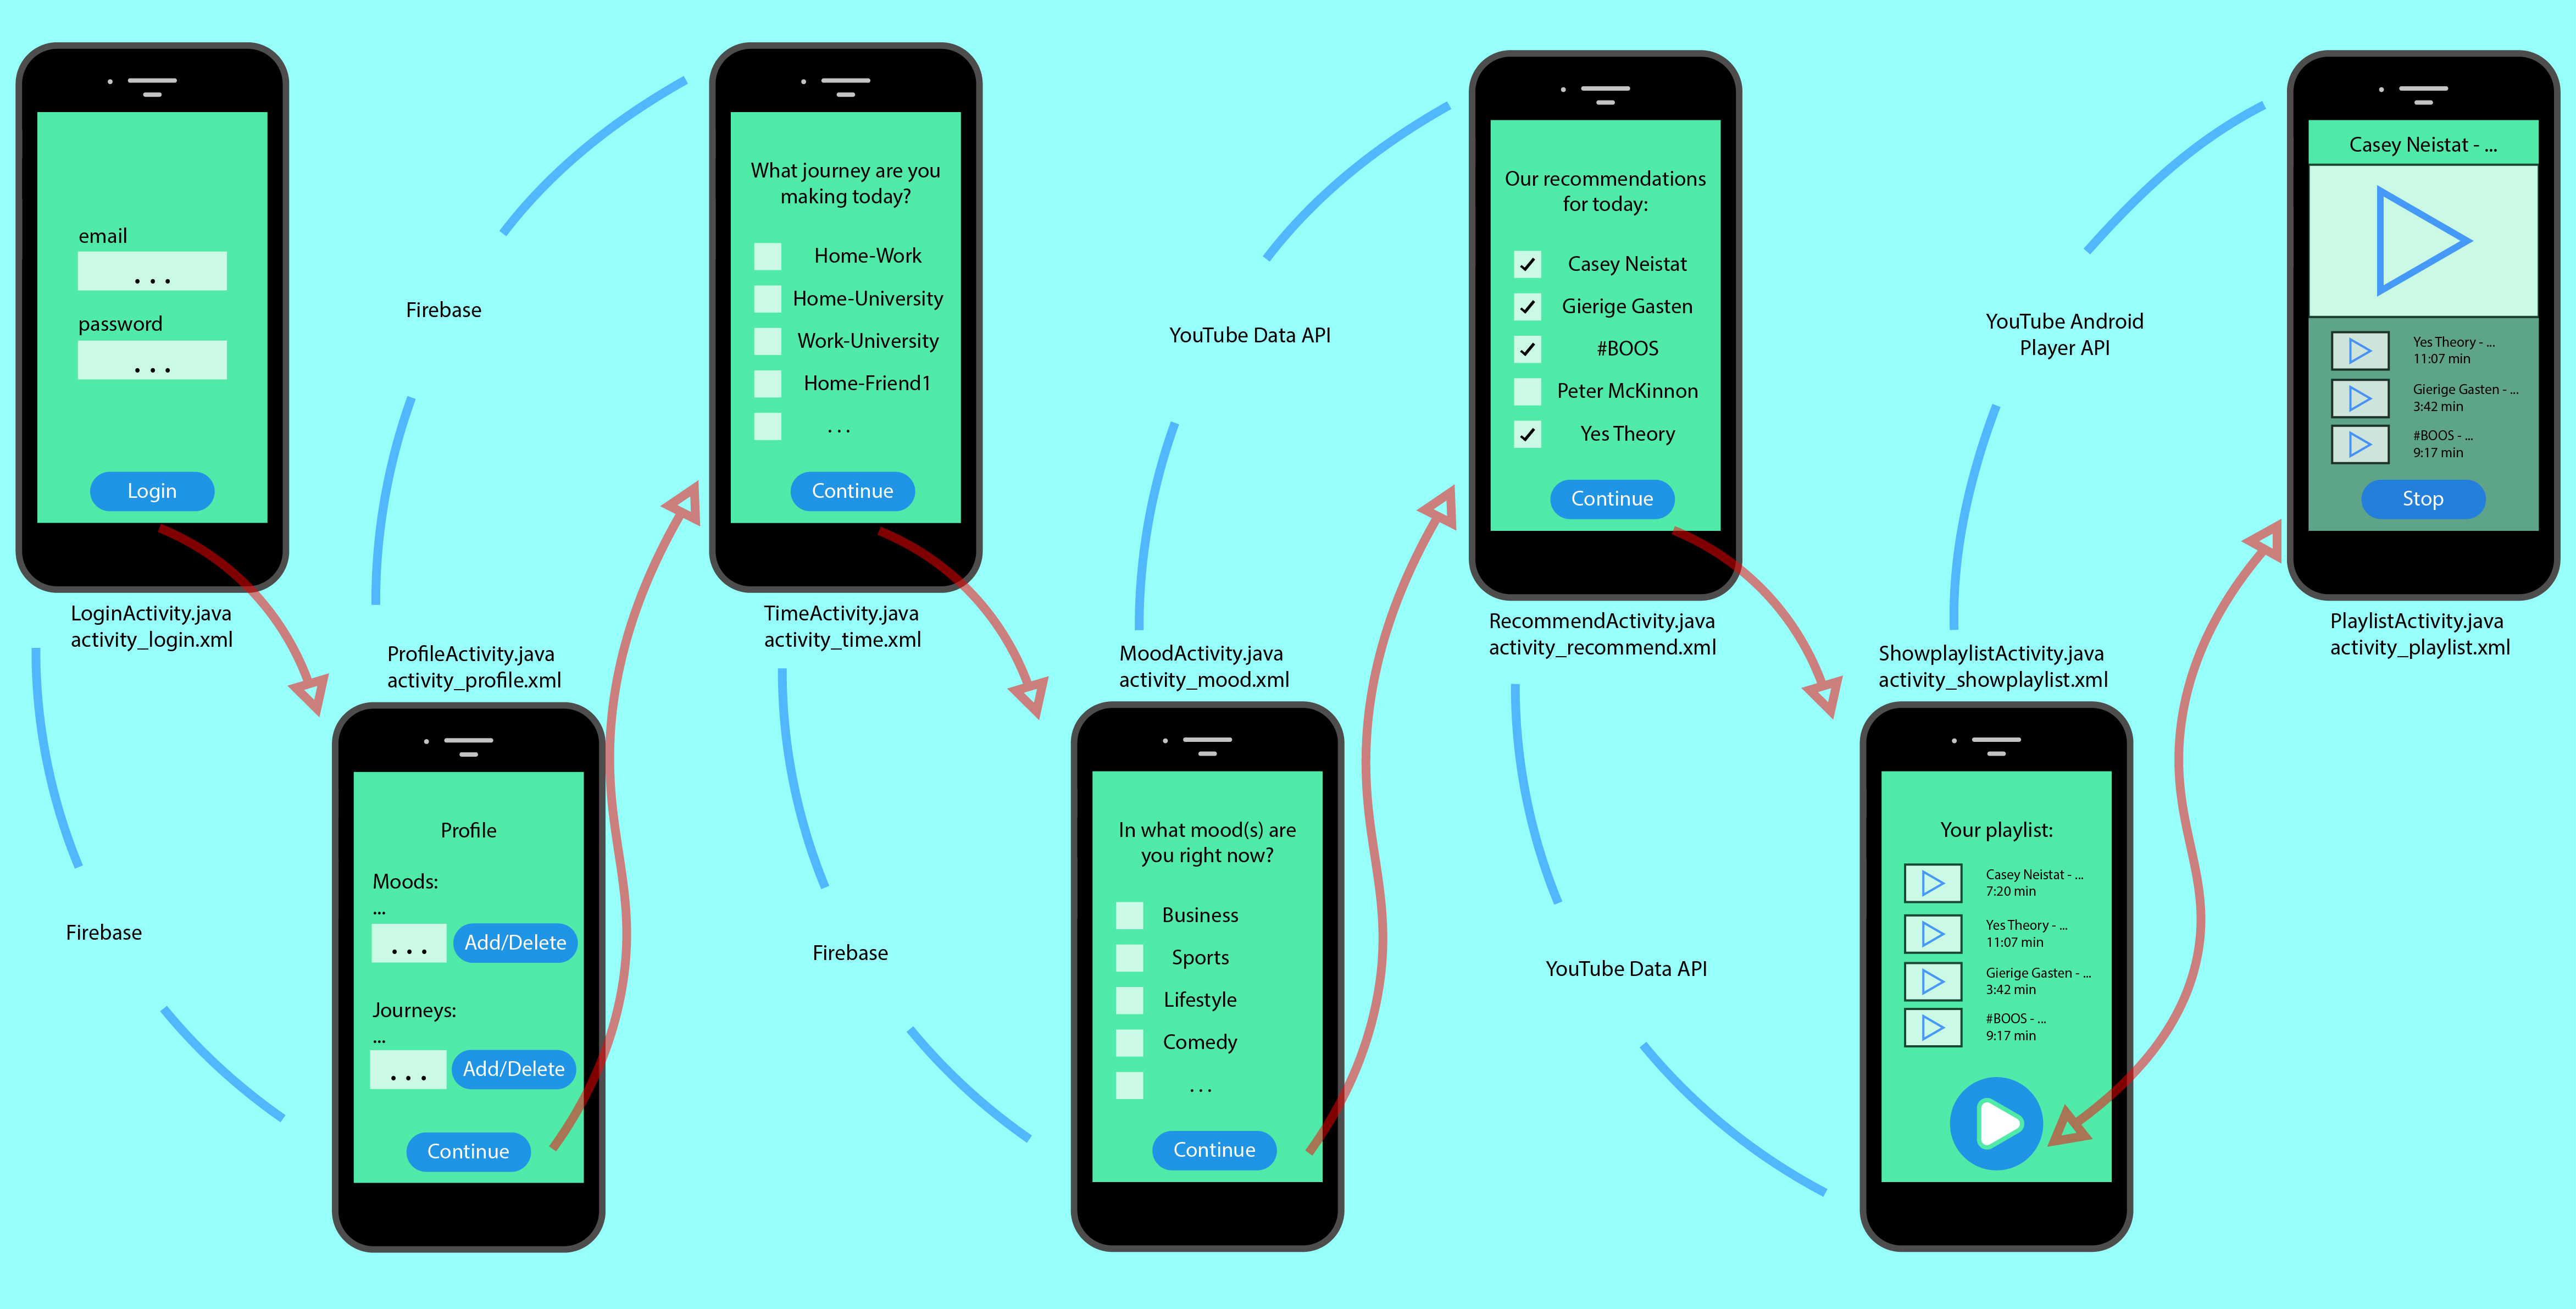 email
...
password
...
Login
LoginActivity.java
activity_login.xml
Firebase
ProfileActivity.java
activity_profile.xml
Profile
Moods:
...
...
Add/Delete
Journeys:
...
...
Add/Delete
Continue
Firebase
What journey are you
making today?
Home-Work
Home-University
Work-University
Home-Friend1
...
Continue
TimeActivity.java
activity_time.xml
Firebase
MoodActivity.java
activity_mood.xml
In what mood(s) are
you right now?
Business
Sports
Lifestyle
Comedy
...
Continue
YouTube Data API
Our recommendations
for today:
Casey Neistat
Gierige Gasten
#BOOS
Peter McKinnon
Yes Theory
Continue
RecommendActivity.java
activity_recommend.xml
YouTube Data API
ShowplaylistActivity.java
activity_showplaylist.xml
Your playlist:
Casey Neistat - ...
7:20 min
Yes Theory - ...
11:07 min
Gierige Gasten - ...
3:42 min
#BOOS - ...
9:17 min
YouTube Android
Player API
Casey Neistat - ...
Yes Theory - ...
11:07 min
Gierige Gasten - ...
3:42 min
#BOOS - ...
9:17 min
Stop
PlaylistActivity.java
activity_playlist.xml